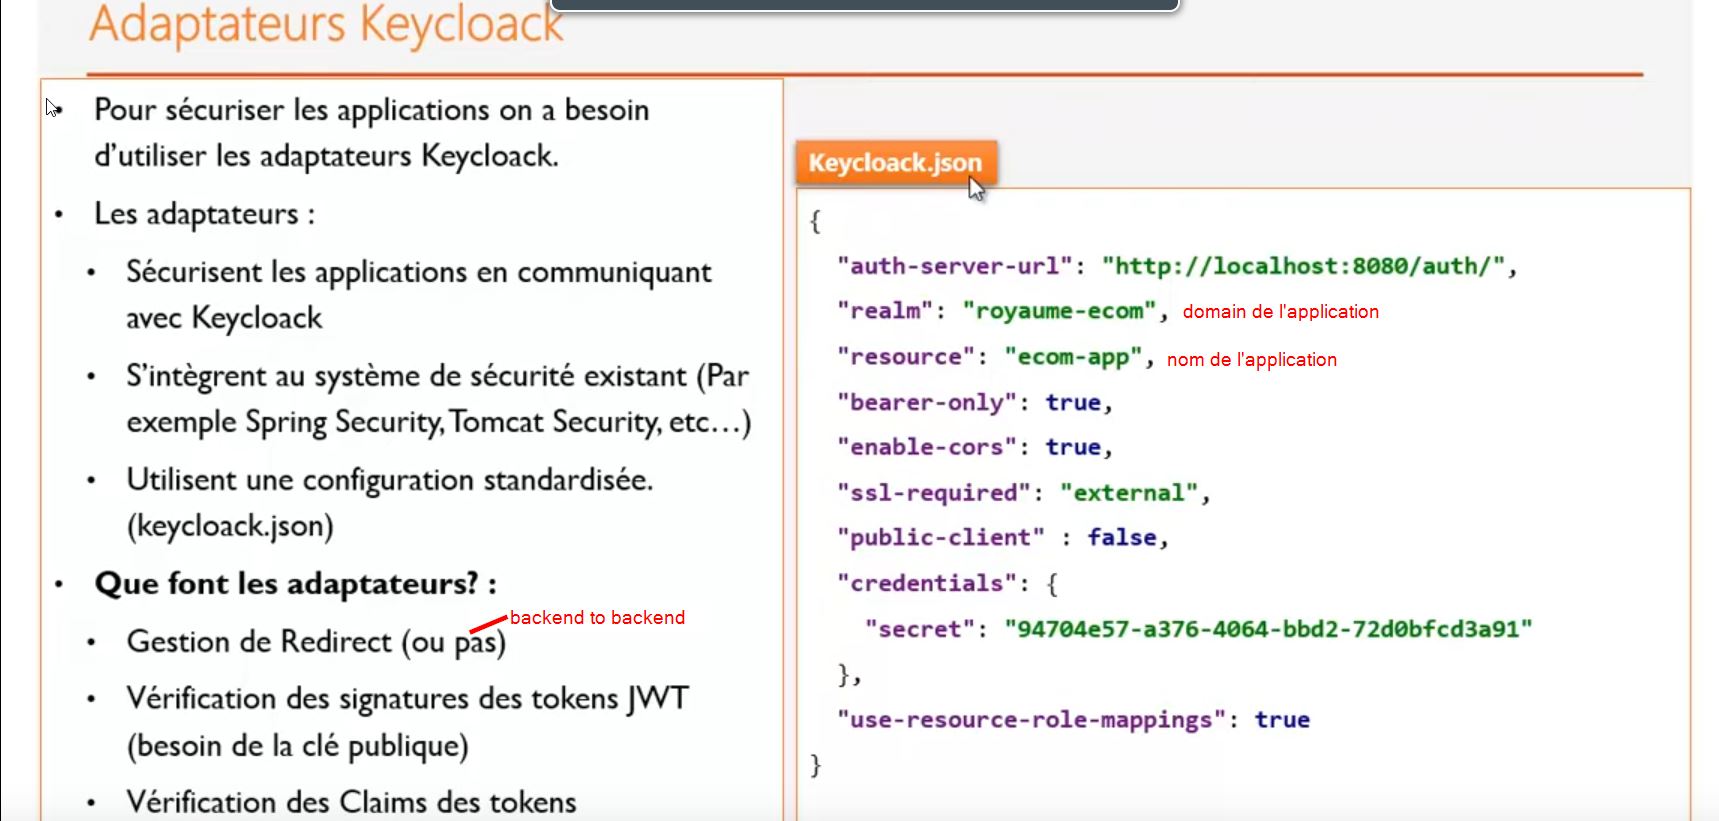 Adaptateurs Keycloack
• Pour sécuriser les applications on a besoin
d'utiliser les adaptateurs Keycloack.
• Les adaptateurs :
• Sécurisent les applications en communiquant
avec Keycloack
• S'intègrent au système de sécurité existant (Par
exemple Spring Security, Tomcat Security, etc…)
• Utilisent une configuration standardisée.
(keycloack.json)
• Que font les adaptateurs? :
backend to backend
• Gestion de Redirect (ou pas)
• Vérification des signatures des tokens JWT
(besoin de la clé publique)
• Vérification des Claims des tokens
Keycloack.json
{
"auth-server-url": "http://localhost:8080/auth/",
"realm": "royaume-ecom", domain de l'application
"resource": "ecom-app", nom de l'application
"bearer-only": true,
"enable-cors": true,
"ssl-required": "external",
"public-client" : false,
"credentials": {
"secret": "94704e57-a376-4064-bbd2-72d0bfcd3a91"
},
"use-resource-role-mappings": true
}